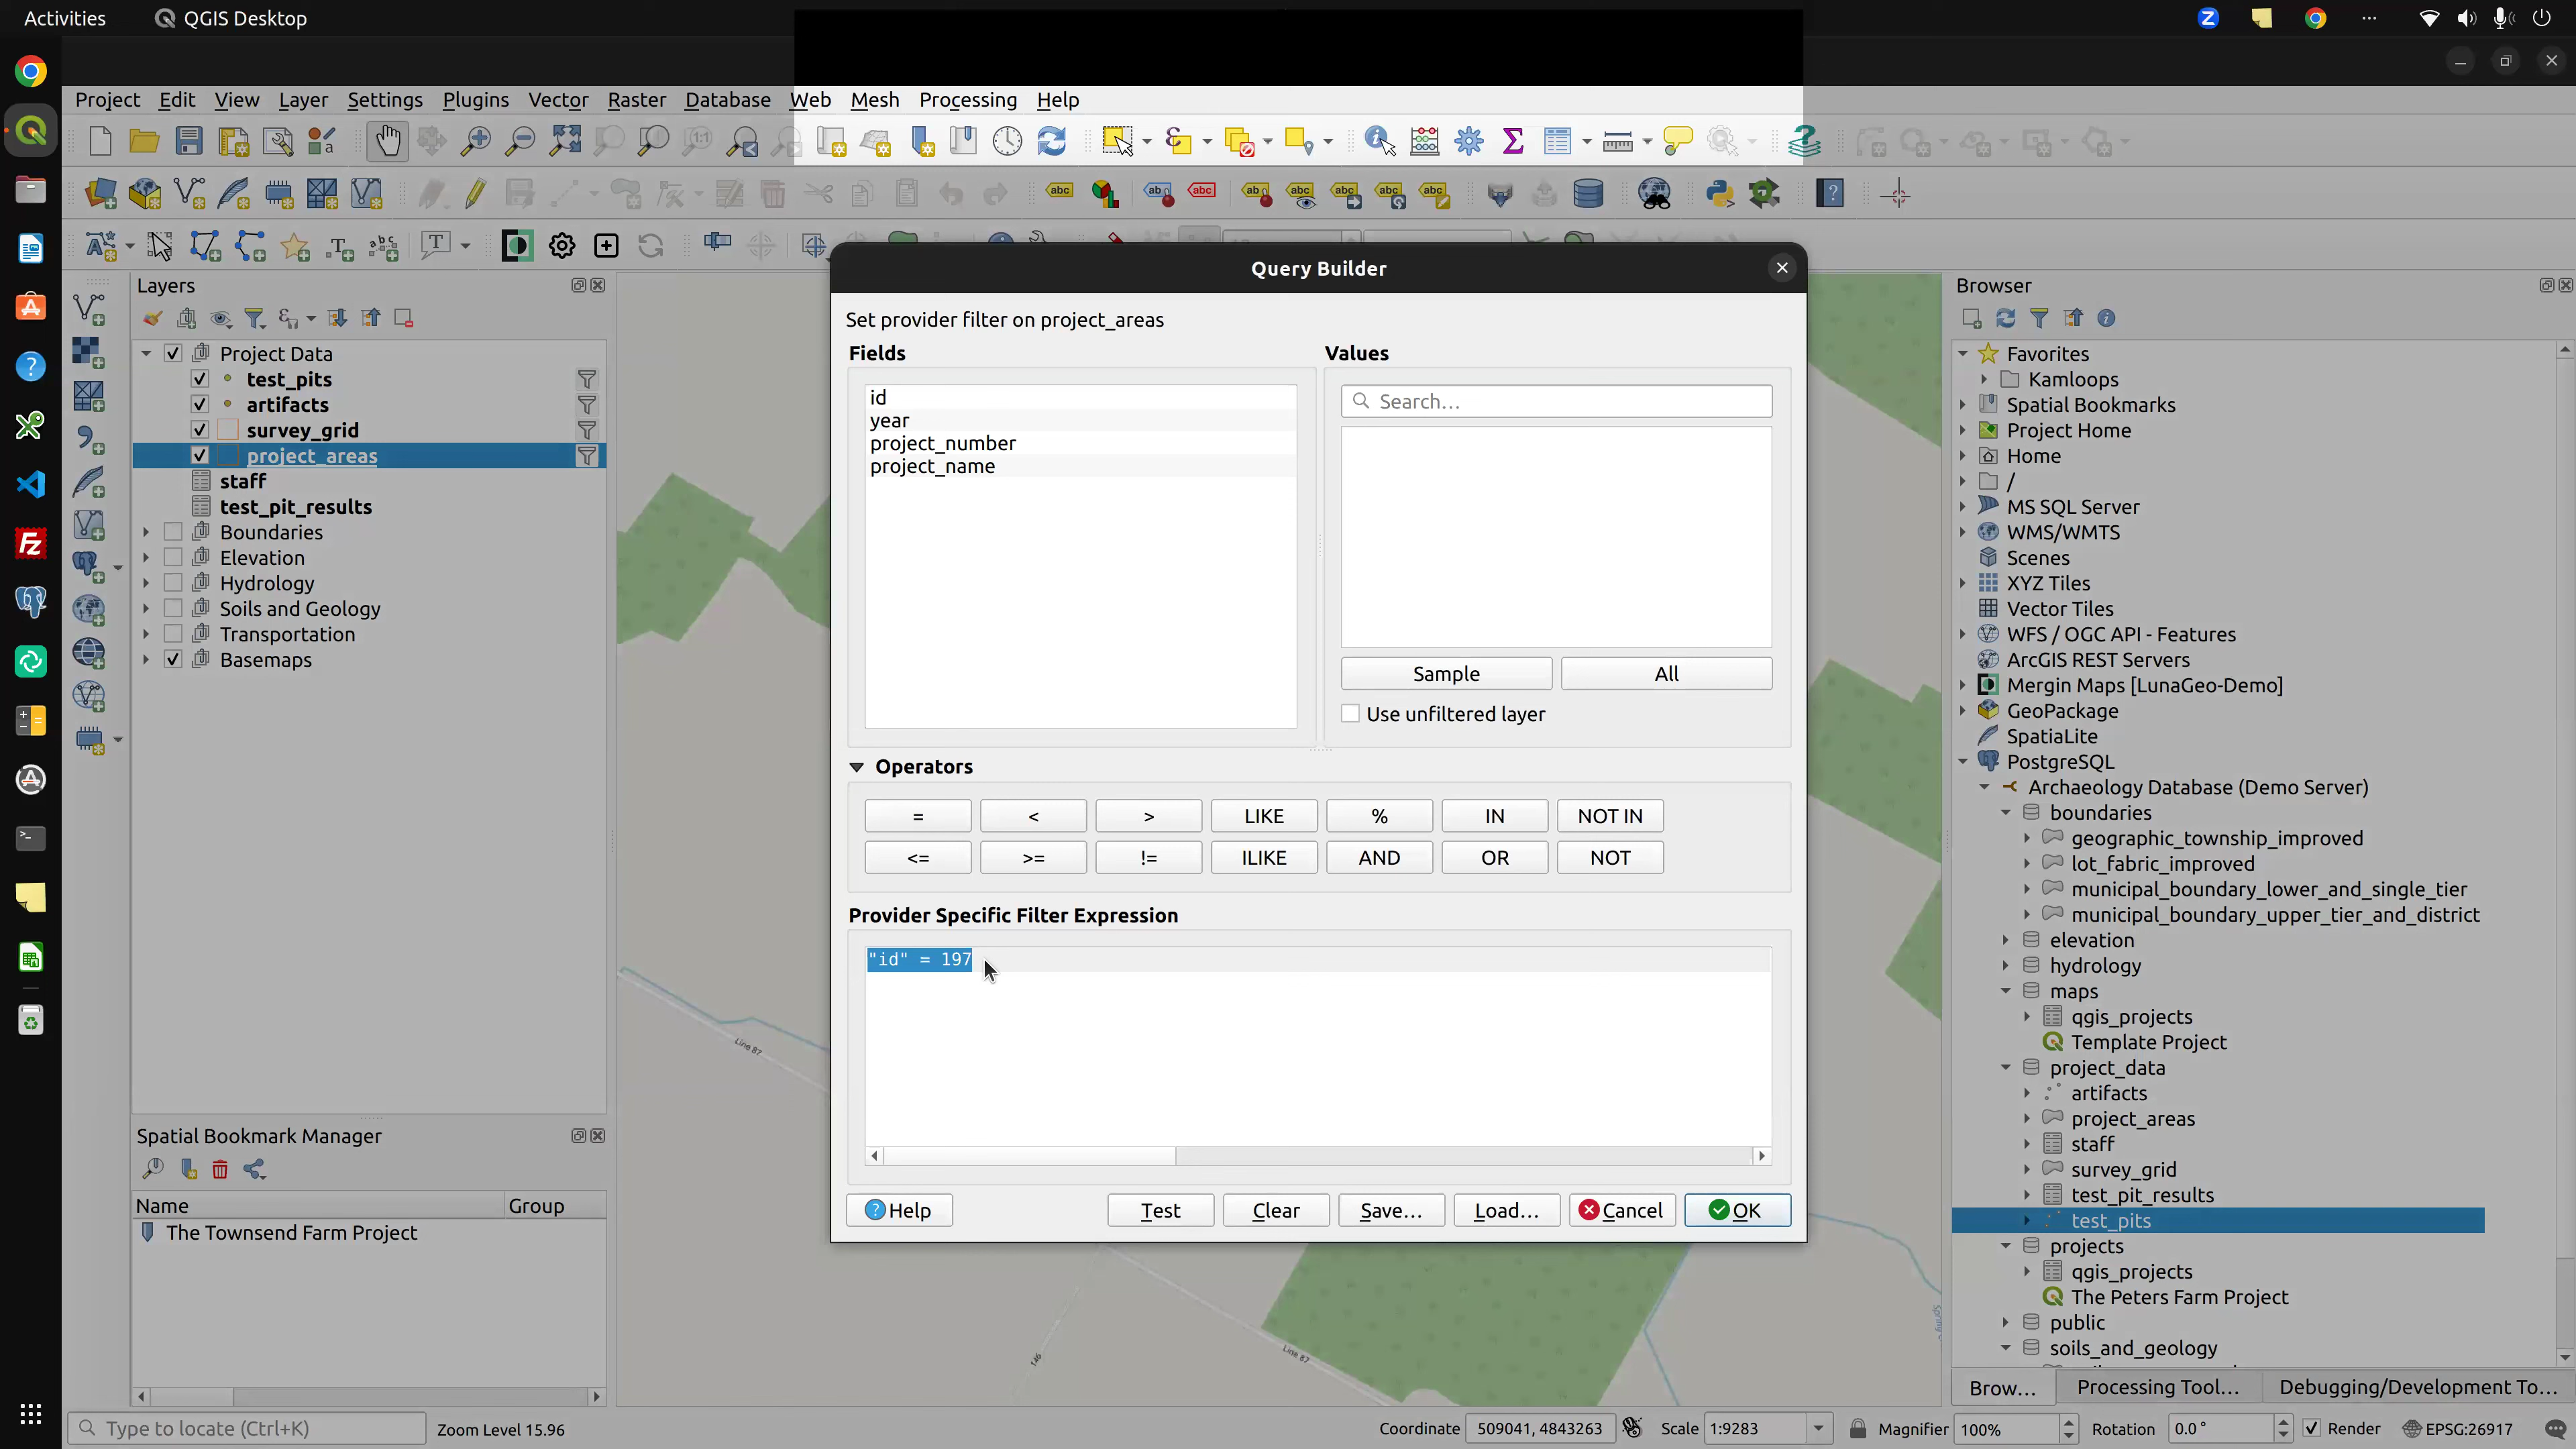 Activities QGIS Desktop
Project Edit View Layer Settings Plugins Vector Raster Database Web Mesh Processing Help
Layers
Project Data
test_pits
artifacts
survey_grid
project_areas
staff
test_pit_results
Boundaries
Elevation
Hydrology
Soils and Geology
Transportation
Basemaps
Spatial Bookmark Manager
Name Group
The Townsend Farm Project
Type to locate (Ctrl+K) Zoom Level 15.96
Line 87
146
Line 87
Query Builder
Set provider filter on project_areas
Fields
id
year
project_number
project_name
Values
Search...
Sample All
Use unfiltered layer
Operators
= < > LIKE % IN NOT IN
<= >= != ILIKE AND OR NOT
Provider Specific Filter Expression
"id" = 197
Help Test Clear Save... Load... Cancel OK
Browser
Favorites
Kamloops
Spatial Bookmarks
Project Home
Home
/
MS SQL Server
WMS/WMTS
Scenes
XYZ Tiles
Vector Tiles
WFS / OGC API - Features
ArcGIS REST Servers
Mergin Maps [LunaGeo-Demo]
GeoPackage
SpatiaLite
PostgreSQL
Archaeology Database (Demo Server)
boundaries
geographic_township_improved
lot_fabric_improved
municipal_boundary_lower_and_single_tier
municipal_boundary_upper_tier_and_district
elevation
hydrology
maps
qgis_projects
Template Project
project_data
artifacts
project_areas
staff
survey_grid
test_pit_results
test_pits
projects
qgis_projects
The Peters Farm Project
public
soils_and_geology
Brow... Processing Tool... Debugging/Development To...
Coordinate 509041, 4843263 Scale 1:9283 Magnifier 100% Rotation 0.0 ° Render EPSG:26917